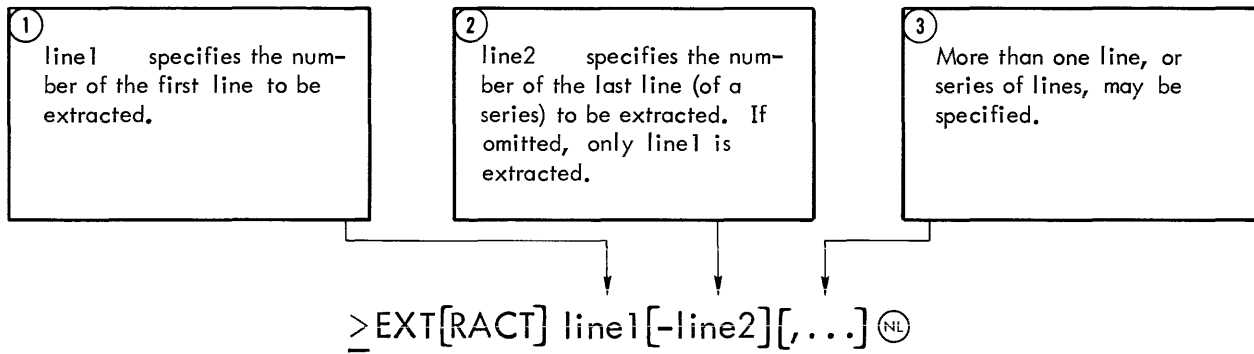 1
line1 specifies the num-
ber of the first line to be
extracted.
2
line2 specifies the num-
ber of the last line (of a
series) to be extracted. If
omitted, only line1 is
extracted.
3
More than one line, or
series of lines, may be
specified.
>EXT[RACT] line1[-line2][,...] NL